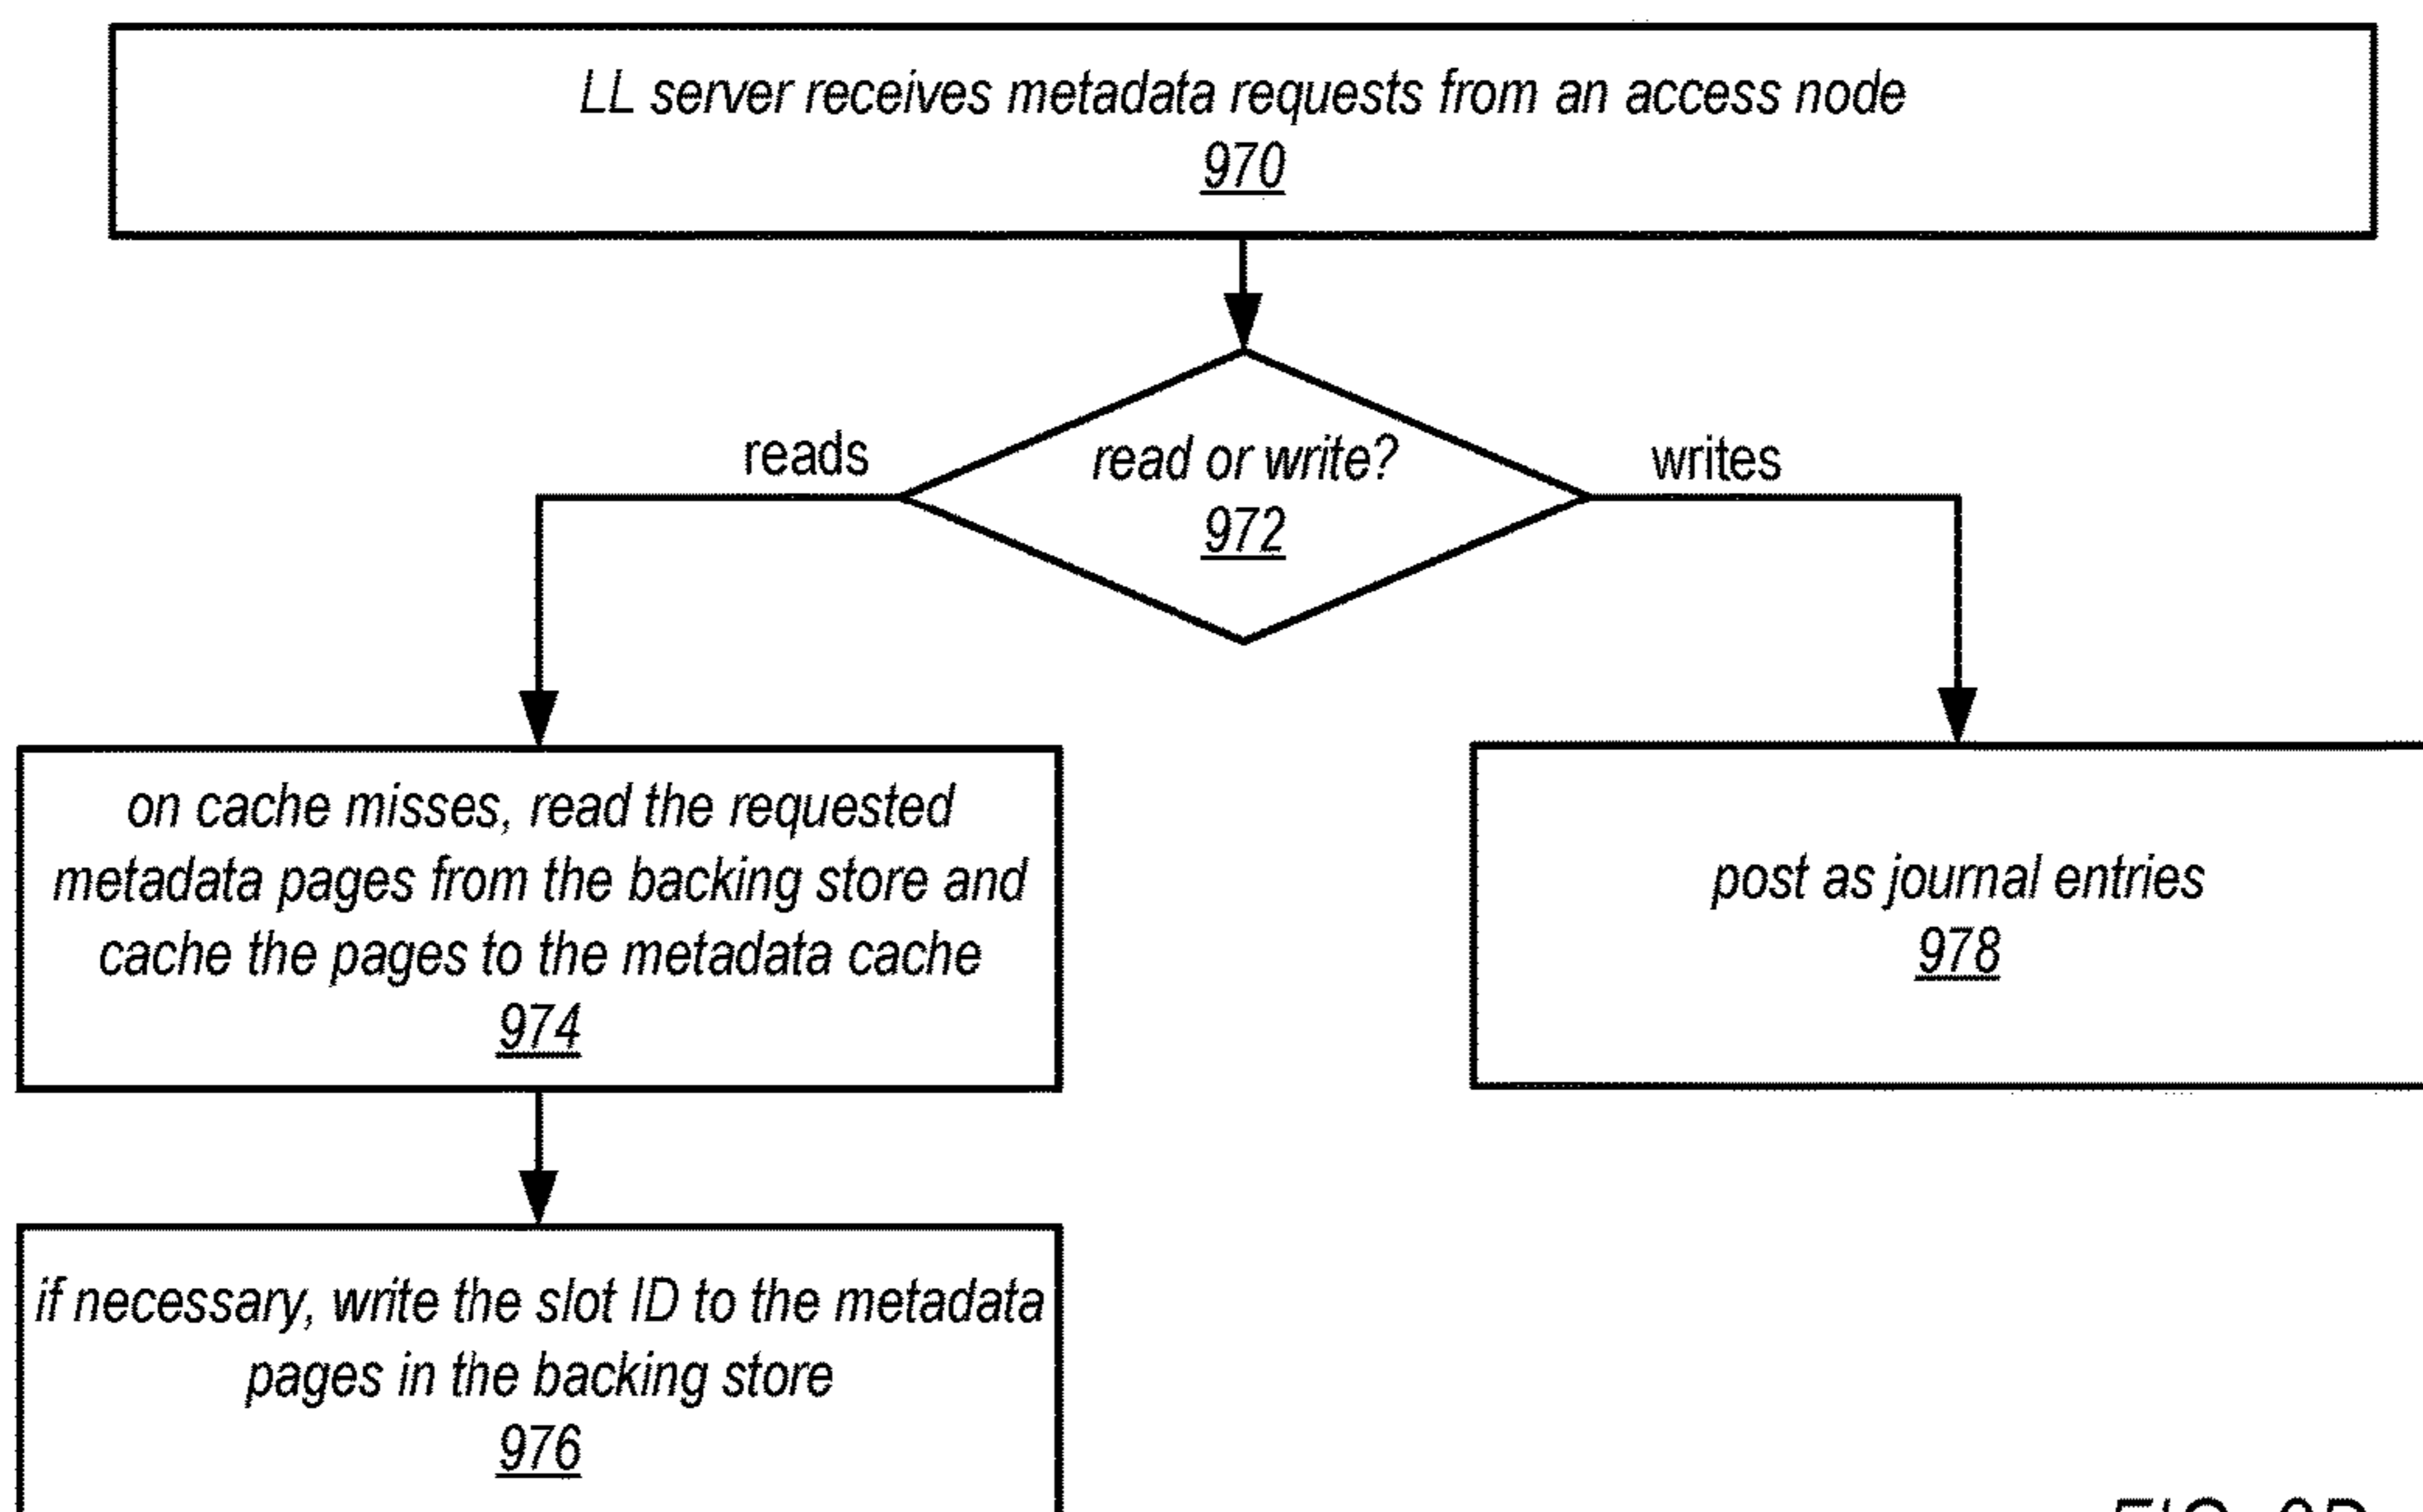 LL server receives metadata requests from an access node
970
reads
read or write?
972
writes
on cache misses, read the requested
metadata pages from the backing store and
cache the pages to the metadata cache
974
post as journal entries
978
if necessary, write the slot ID to the metadata
pages in the backing store
976